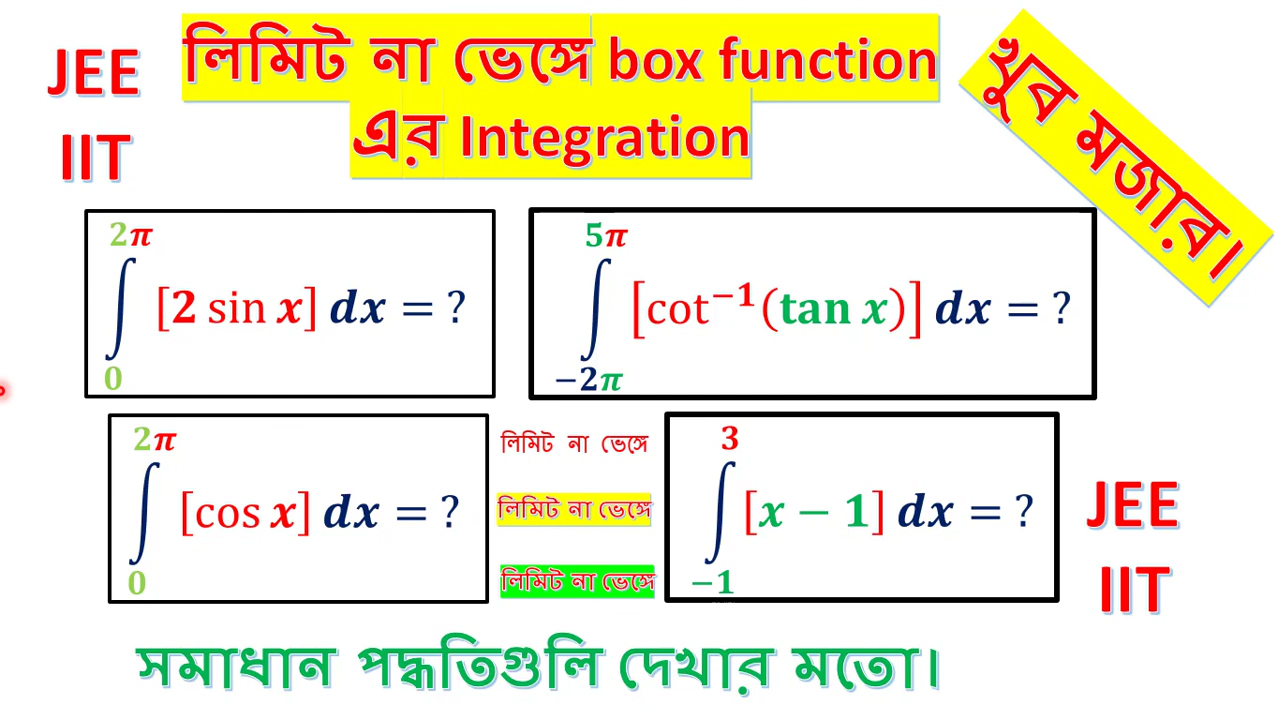 JEE
IIT
লিমিট না ভেঙ্গে box function
এর Integration
খুব মজার।
2π
∫ [2 sin x] dx = ?
0
5π
∫ [cot⁻¹(tan x)] dx = ?
−2π
2π
∫ [cos x] dx = ?
0
লিমিট না ভেঙ্গে
লিমিট না ভেঙ্গে
লিমিট না ভেঙ্গে
3
∫ [x − 1] dx = ?
−1
JEE
IIT
সমাধান পদ্ধতিগুলি দেখার মতো।